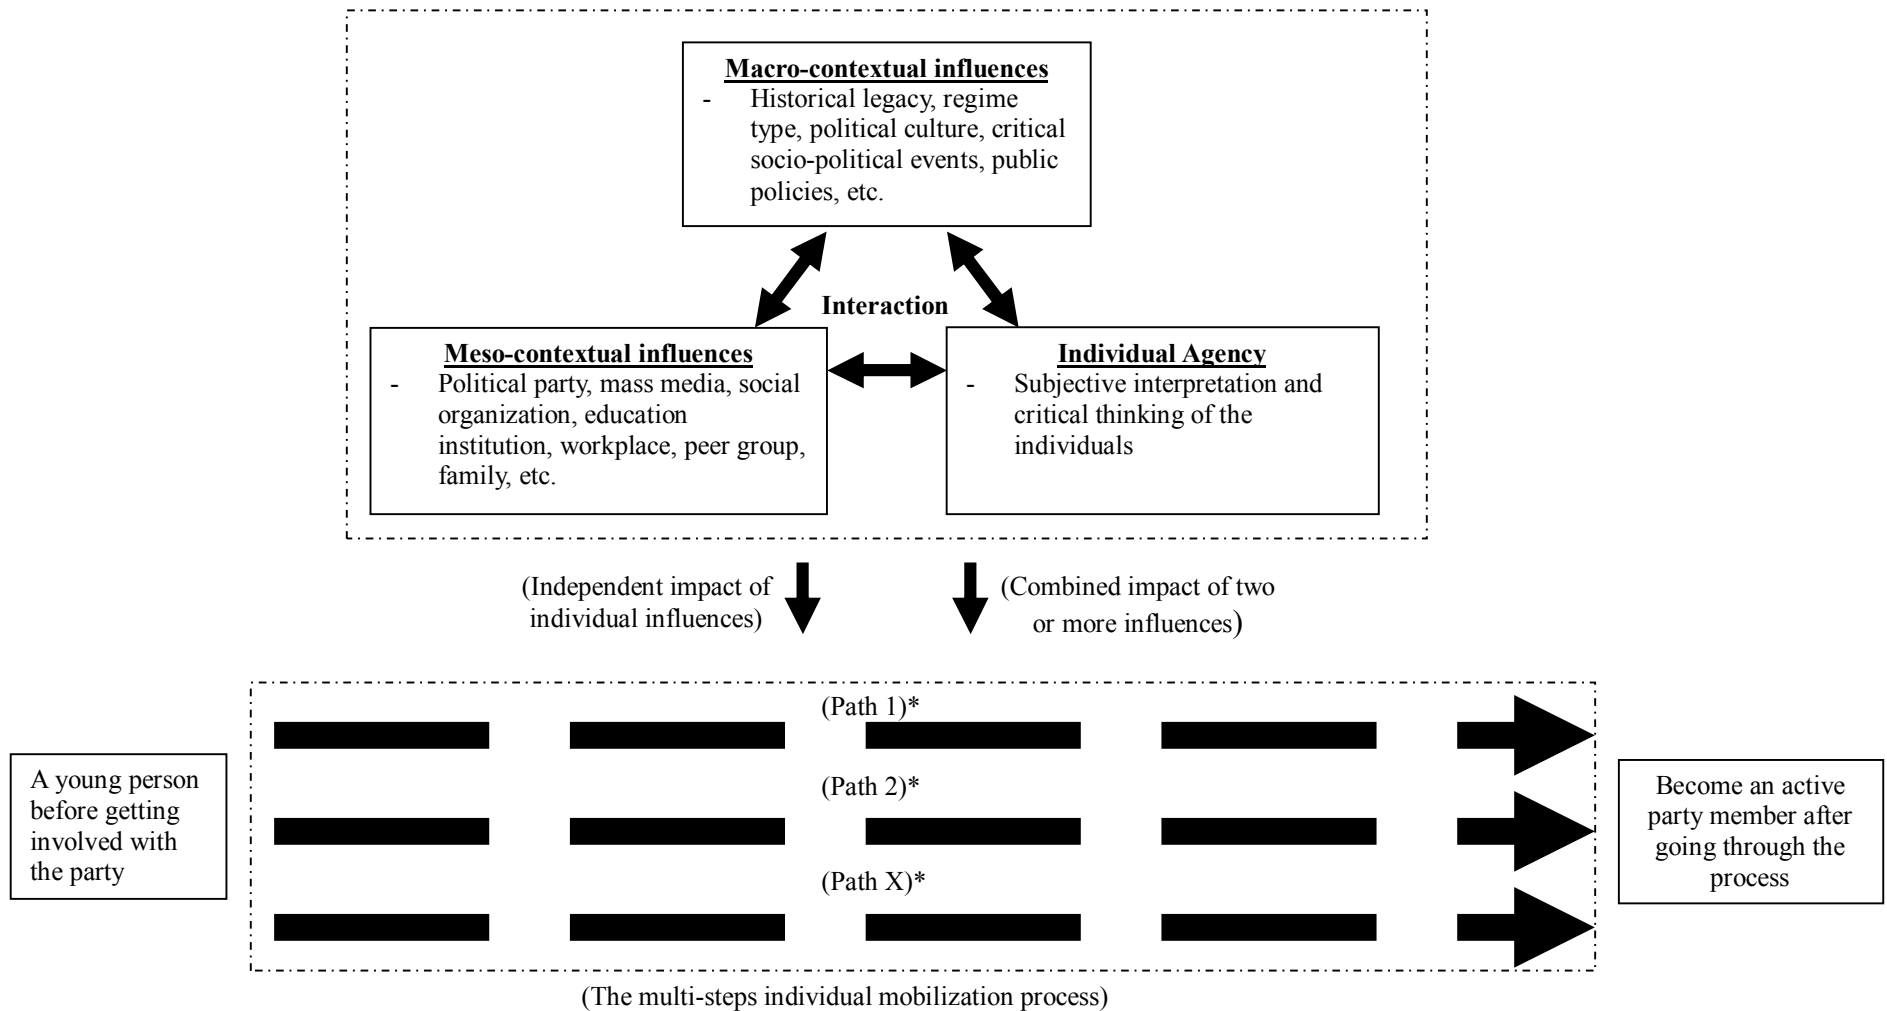 Macro-contextual influences
- Historical legacy, regime
type, political culture, critical
socio-political events, public
policies, etc.
Interaction
Meso-contextual influences
- Political party, mass media, social
organization, education
institution, workplace, peer group,
family, etc.
Individual Agency
- Subjective interpretation and
critical thinking of the
individuals
(Independent impact of
individual influences)
(Combined impact of two
or more influences)
A young person
before getting
involved with
the party
(Path 1)*
(Path 2)*
(Path X)*
Become an active
party member after
going through the
process
(The multi-steps individual mobilization process)